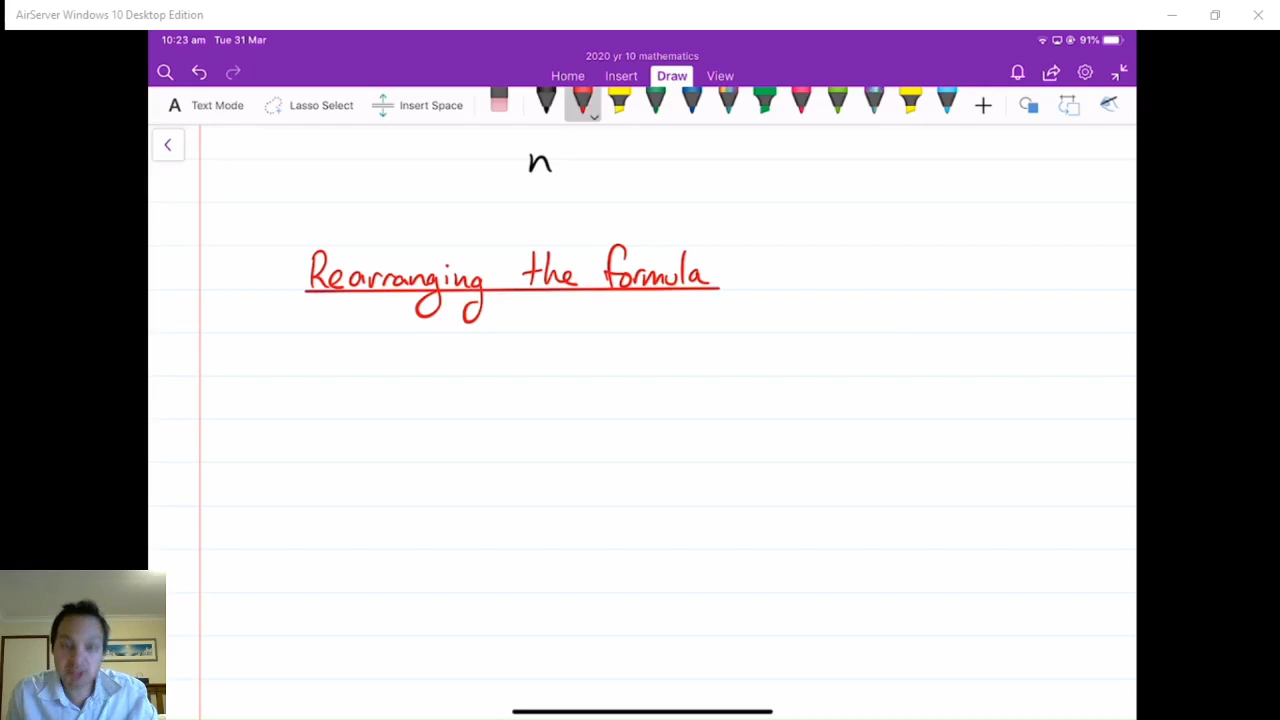 AirServer Windows 10 Desktop Edition
10:23 am Tue 31 Mar
91%
2020 yr 10 mathematics
Home Insert Draw View
A Text Mode Lasso Select Insert Space
n
Rearranging the formula